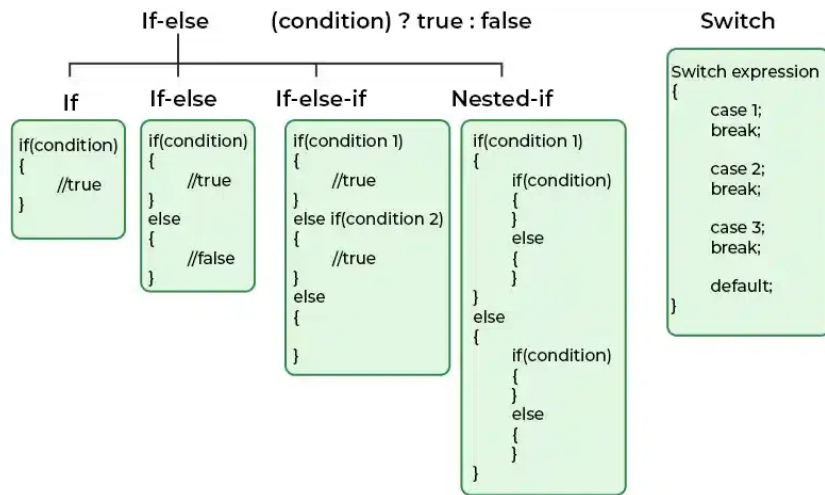 If-else
(condition) ? true : false
Switch
If
if(condition)
{
//true
}
If-else
if(condition)
{
//true
}
else
{
//false
}
If-else-if
if(condition 1)
{
//true
}
else if(condition 2)
{
//true
}
else
{
}
Nested-if
if(condition 1)
{
if(condition)
{
}
else
{
}
}
else
{
if(condition)
{
}
else
{
}
}
Switch expression
{
case 1;
break;
case 2;
break;
case 3;
break;
default;
}